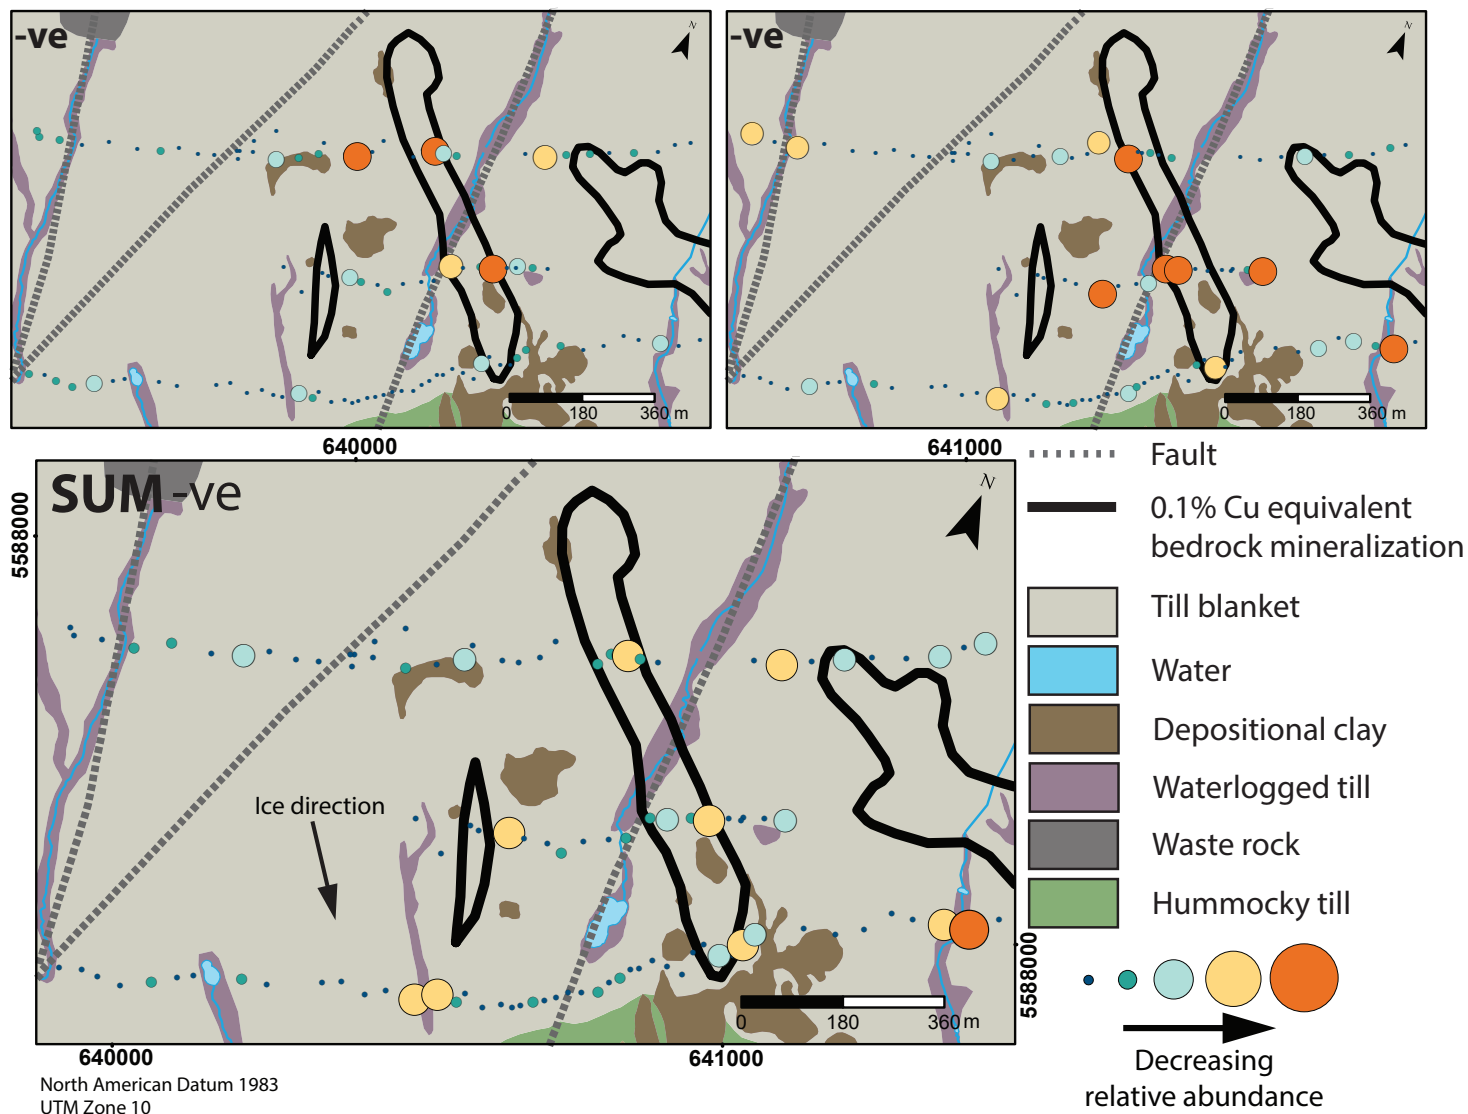 -ve
N
0
180
360 m
-ve
N
0
180
360 m
640000
641000
5588000
SUM -ve
N
Ice direction
0
180
360 m
5588000
640000
641000
North American Datum 1983
UTM Zone 10
Fault
0.1% Cu equivalent
bedrock mineralization
Till blanket
Water
Depositional clay
Waterlogged till
Waste rock
Hummocky till
Decreasing
relative abundance